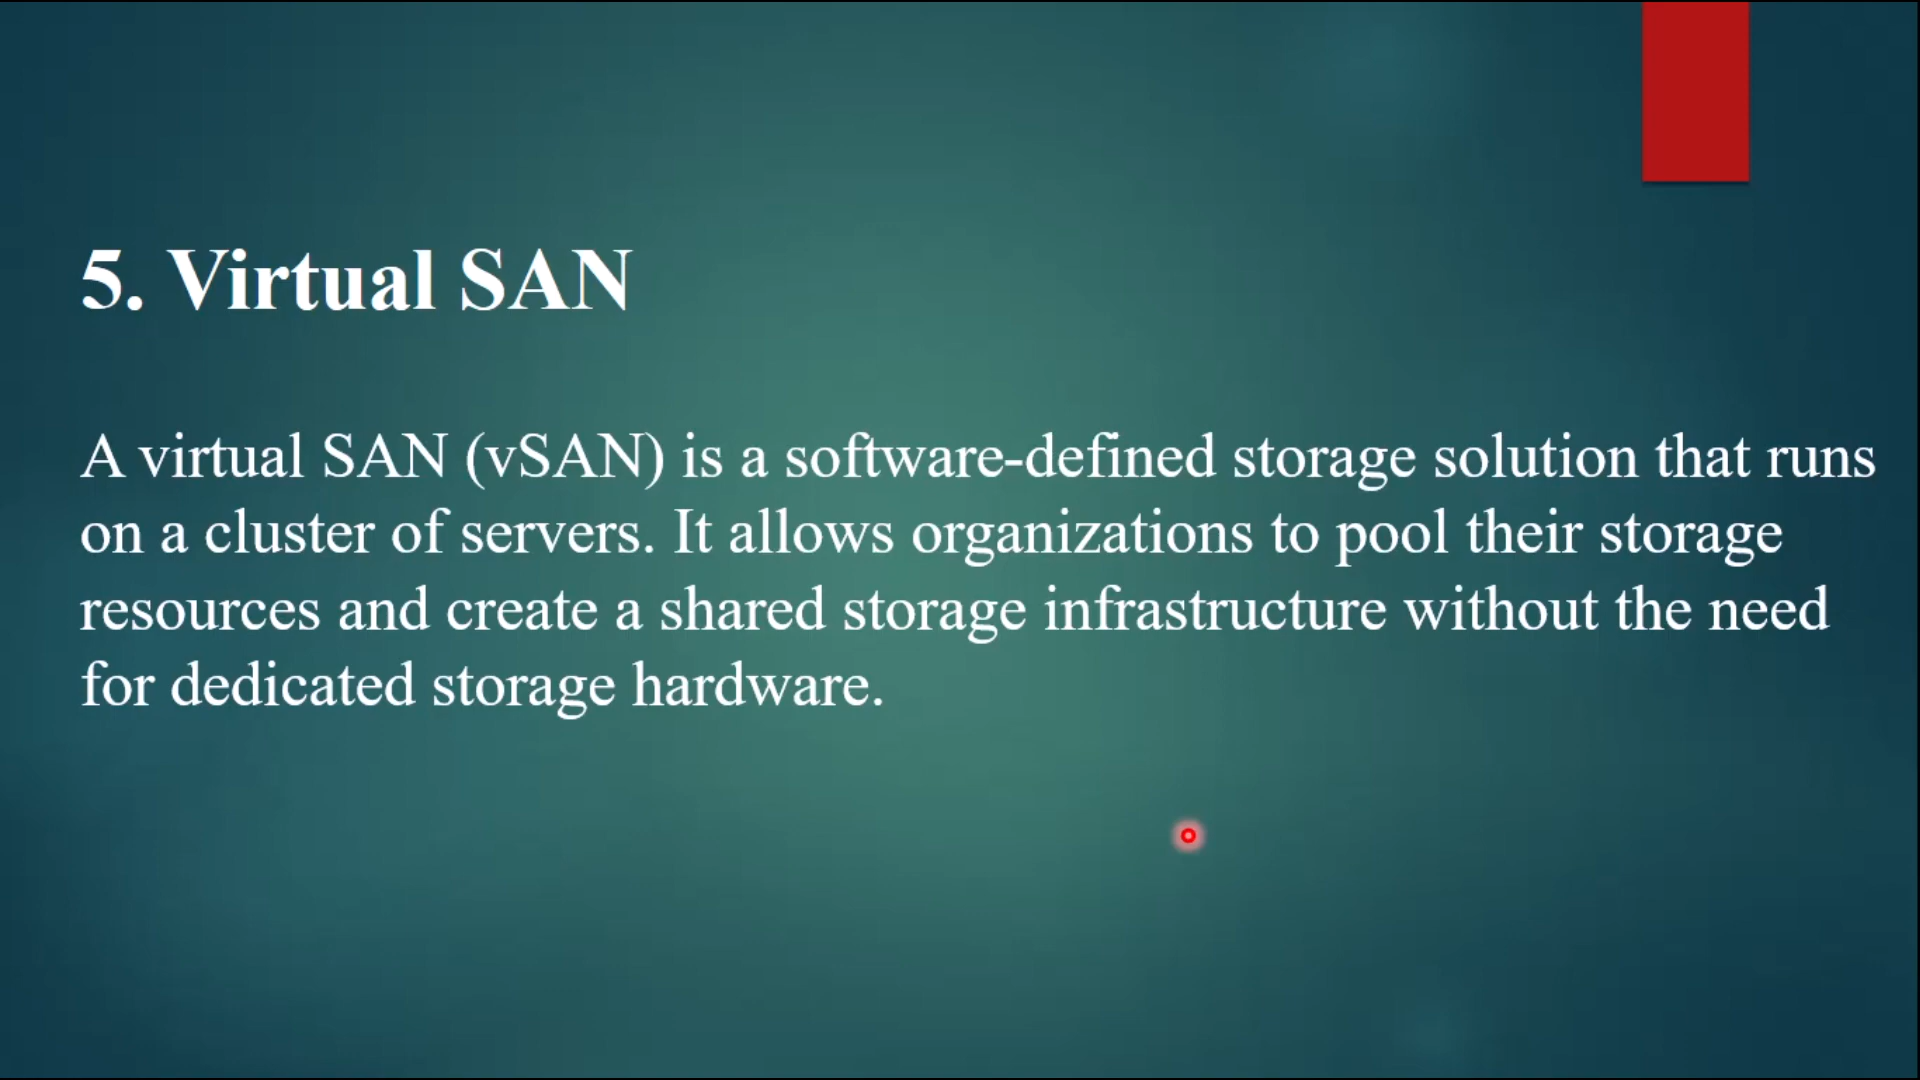 5. Virtual SAN
A virtual SAN (vSAN) is a software-defined storage solution that runs
on a cluster of servers. It allows organizations to pool their storage
resources and create a shared storage infrastructure without the need
for dedicated storage hardware.